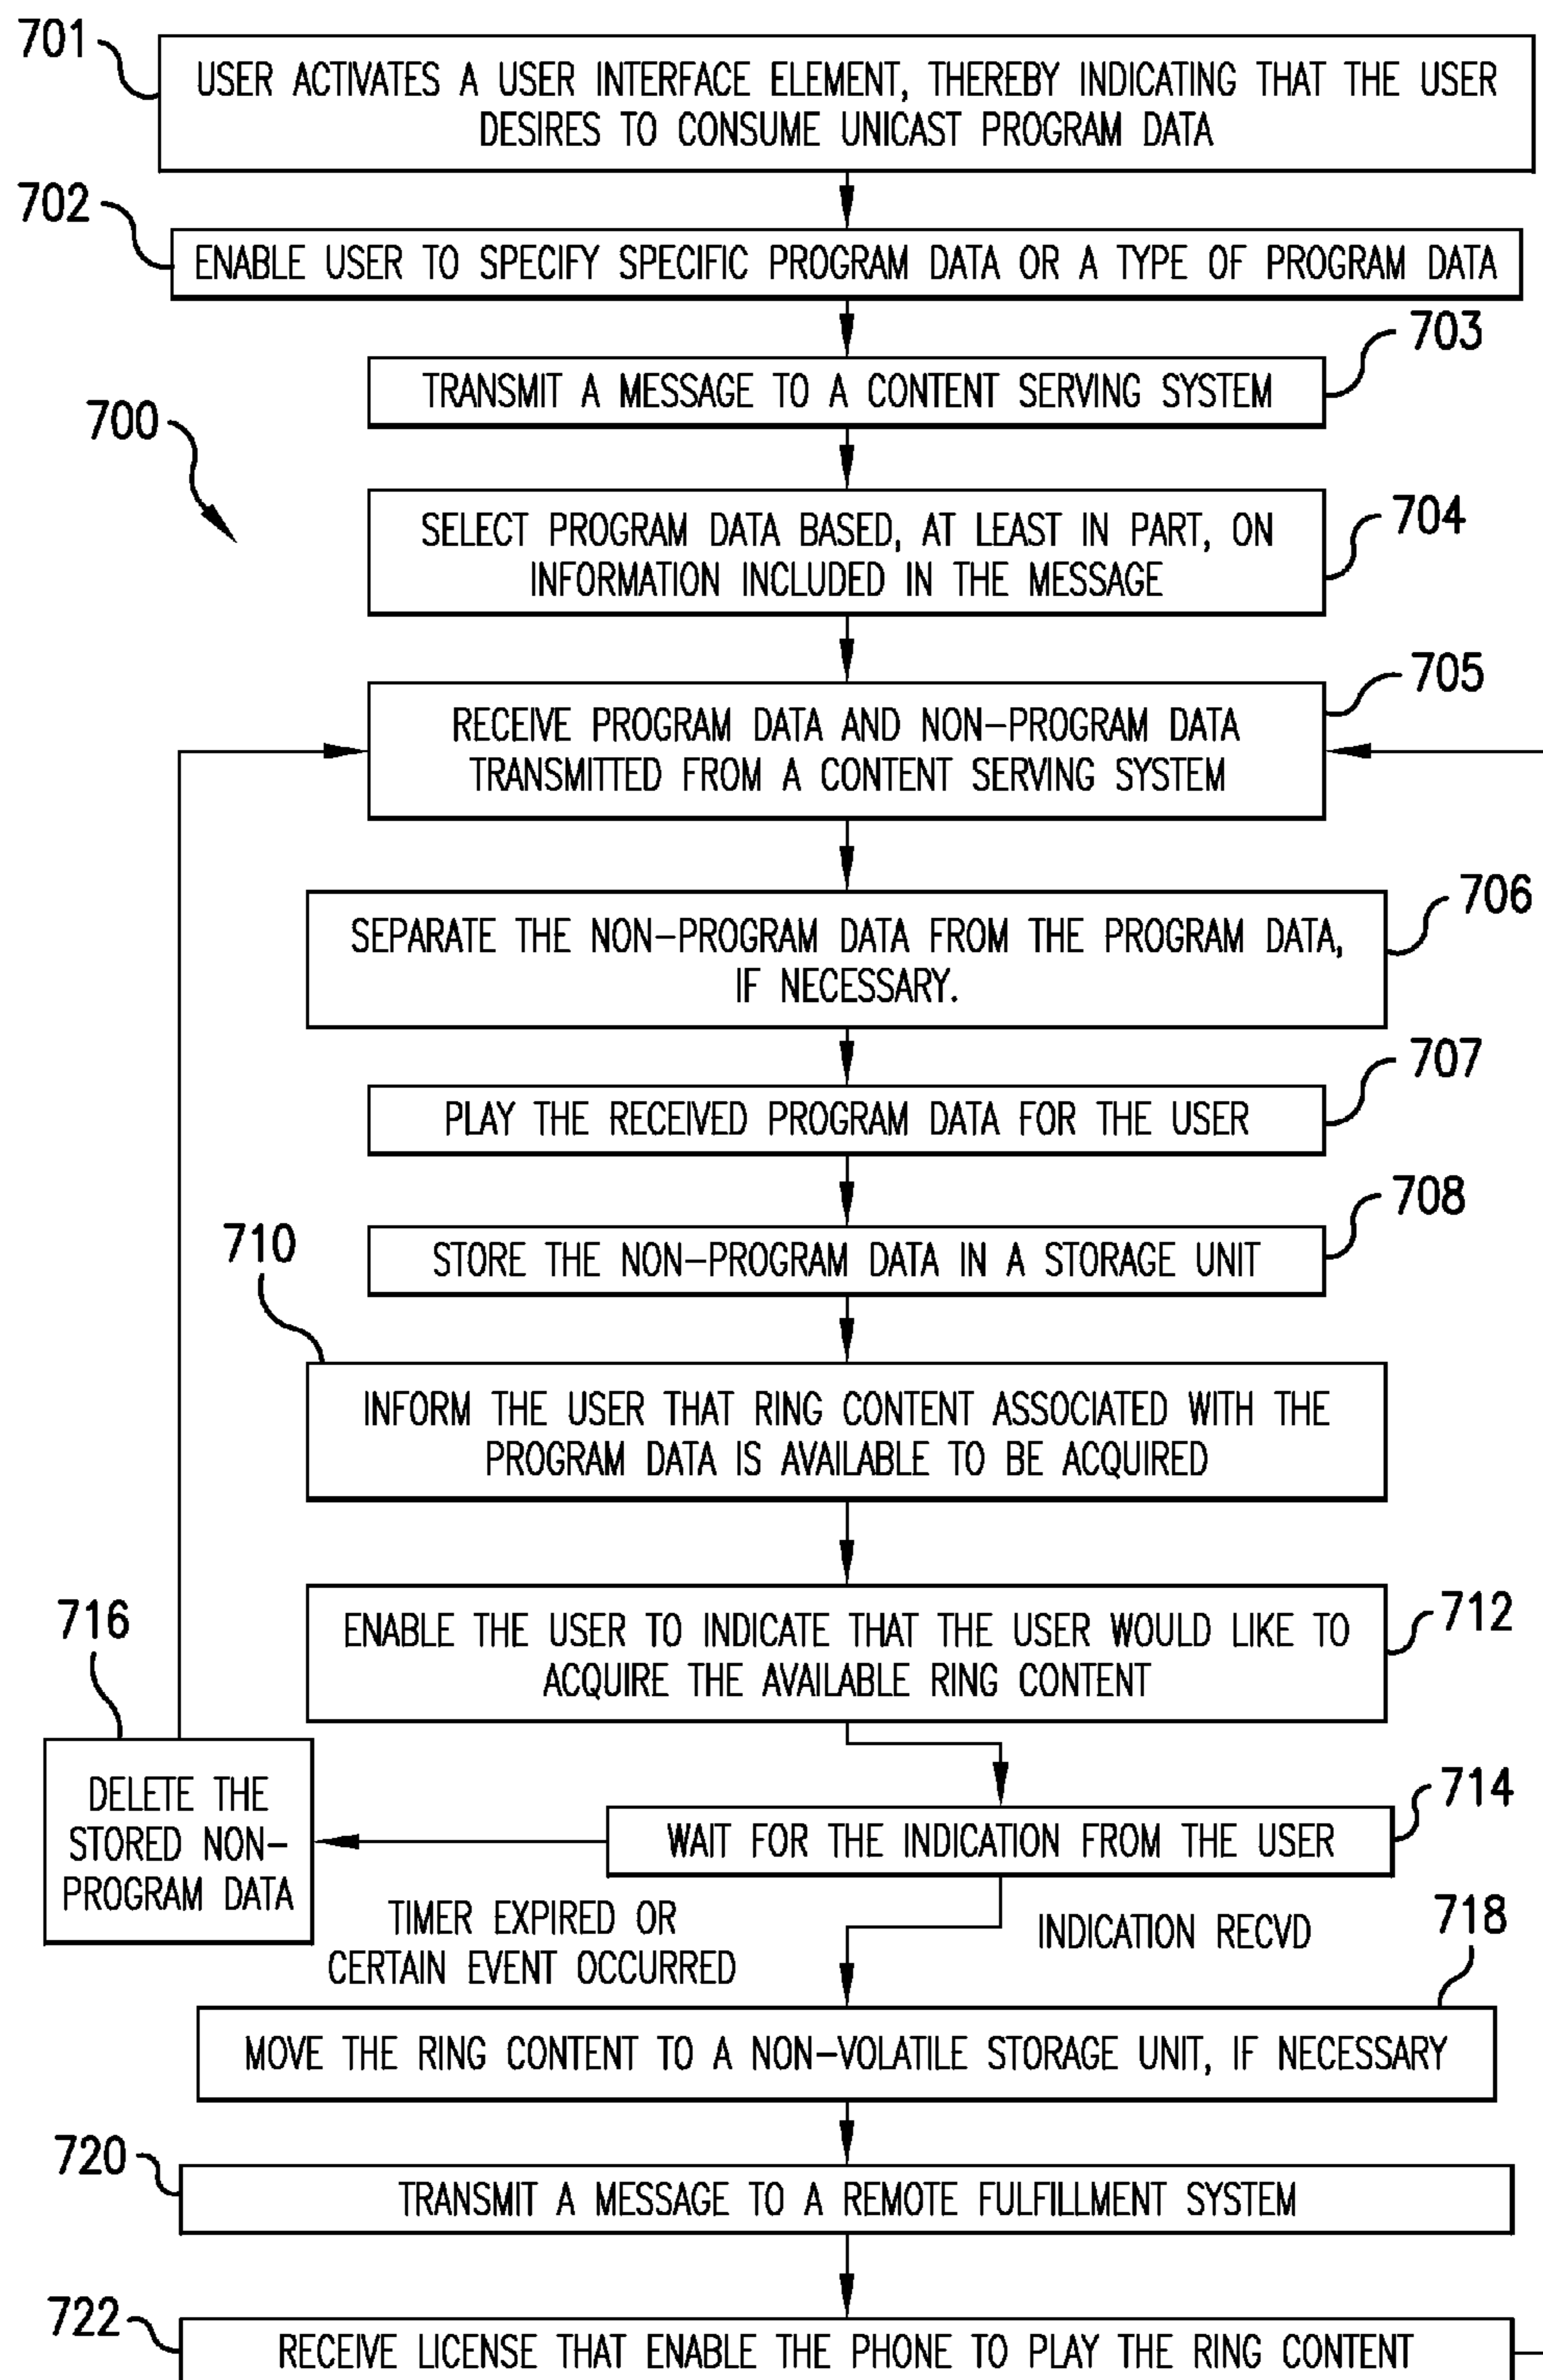 701
USER ACTIVATES A USER INTERFACE ELEMENT, THEREBY INDICATING THAT THE USER
DESIRES TO CONSUME UNICAST PROGRAM DATA
702
ENABLE USER TO SPECIFY SPECIFIC PROGRAM DATA OR A TYPE OF PROGRAM DATA
703
TRANSMIT A MESSAGE TO A CONTENT SERVING SYSTEM
700
704
SELECT PROGRAM DATA BASED, AT LEAST IN PART, ON
INFORMATION INCLUDED IN THE MESSAGE
705
RECEIVE PROGRAM DATA AND NON-PROGRAM DATA
TRANSMITTED FROM A CONTENT SERVING SYSTEM
706
SEPARATE THE NON-PROGRAM DATA FROM THE PROGRAM DATA,
IF NECESSARY.
707
PLAY THE RECEIVED PROGRAM DATA FOR THE USER
708
STORE THE NON-PROGRAM DATA IN A STORAGE UNIT
710
INFORM THE USER THAT RING CONTENT ASSOCIATED WITH THE
PROGRAM DATA IS AVAILABLE TO BE ACQUIRED
712
ENABLE THE USER TO INDICATE THAT THE USER WOULD LIKE TO
ACQUIRE THE AVAILABLE RING CONTENT
716
DELETE THE
STORED NON-
PROGRAM DATA
714
WAIT FOR THE INDICATION FROM THE USER
TIMER EXPIRED OR
CERTAIN EVENT OCCURRED
INDICATION RECVD
718
MOVE THE RING CONTENT TO A NON-VOLATILE STORAGE UNIT, IF NECESSARY
720
TRANSMIT A MESSAGE TO A REMOTE FULFILLMENT SYSTEM
722
RECEIVE LICENSE THAT ENABLE THE PHONE TO PLAY THE RING CONTENT